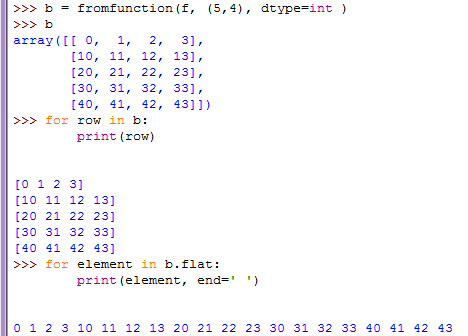 >>> b = fromfunction(f, (5,4), dtype=int )
>>> b
array([[ 0,  1,  2,  3],
       [10, 11, 12, 13],
       [20, 21, 22, 23],
       [30, 31, 32, 33],
       [40, 41, 42, 43]])
>>> for row in b:
        print(row)
[0 1 2 3]
[10 11 12 13]
[20 21 22 23]
[30 31 32 33]
[40 41 42 43]
>>> for element in b.flat:
        print(element, end=' ')
0 1 2 3 10 11 12 13 20 21 22 23 30 31 32 33 40 41 42 43